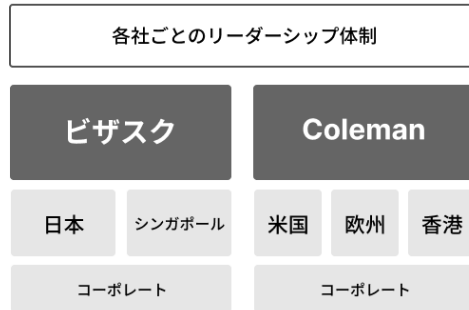 各社ごとのリーダーシップ体制
ビザスク
Coleman
日本
シンガポール
米国
欧州
香港
コーポレート
コーポレート